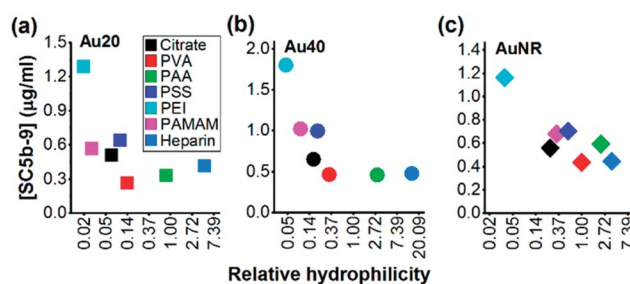 (a) Au20
(b) Au40
(c) AuNR
[SC5b-9] (µg/ml)
1.5
1.2
0.9
0.6
0.3
0.0
Citrate
PVA
PAA
PSS
PEI
PAMAM
Heparin
2.0
1.5
1.0
0.5
0.0
1.4
1.2
1.0
0.8
0.6
0.4
0.2
0.0
0.02 0.05 0.14 0.37 1.00 2.72 7.39
0.05 0.14 0.37 1.00 2.72 7.39 20.09
0.02 0.05 0.14 0.37 1.00 2.72 7.39
Relative hydrophilicity